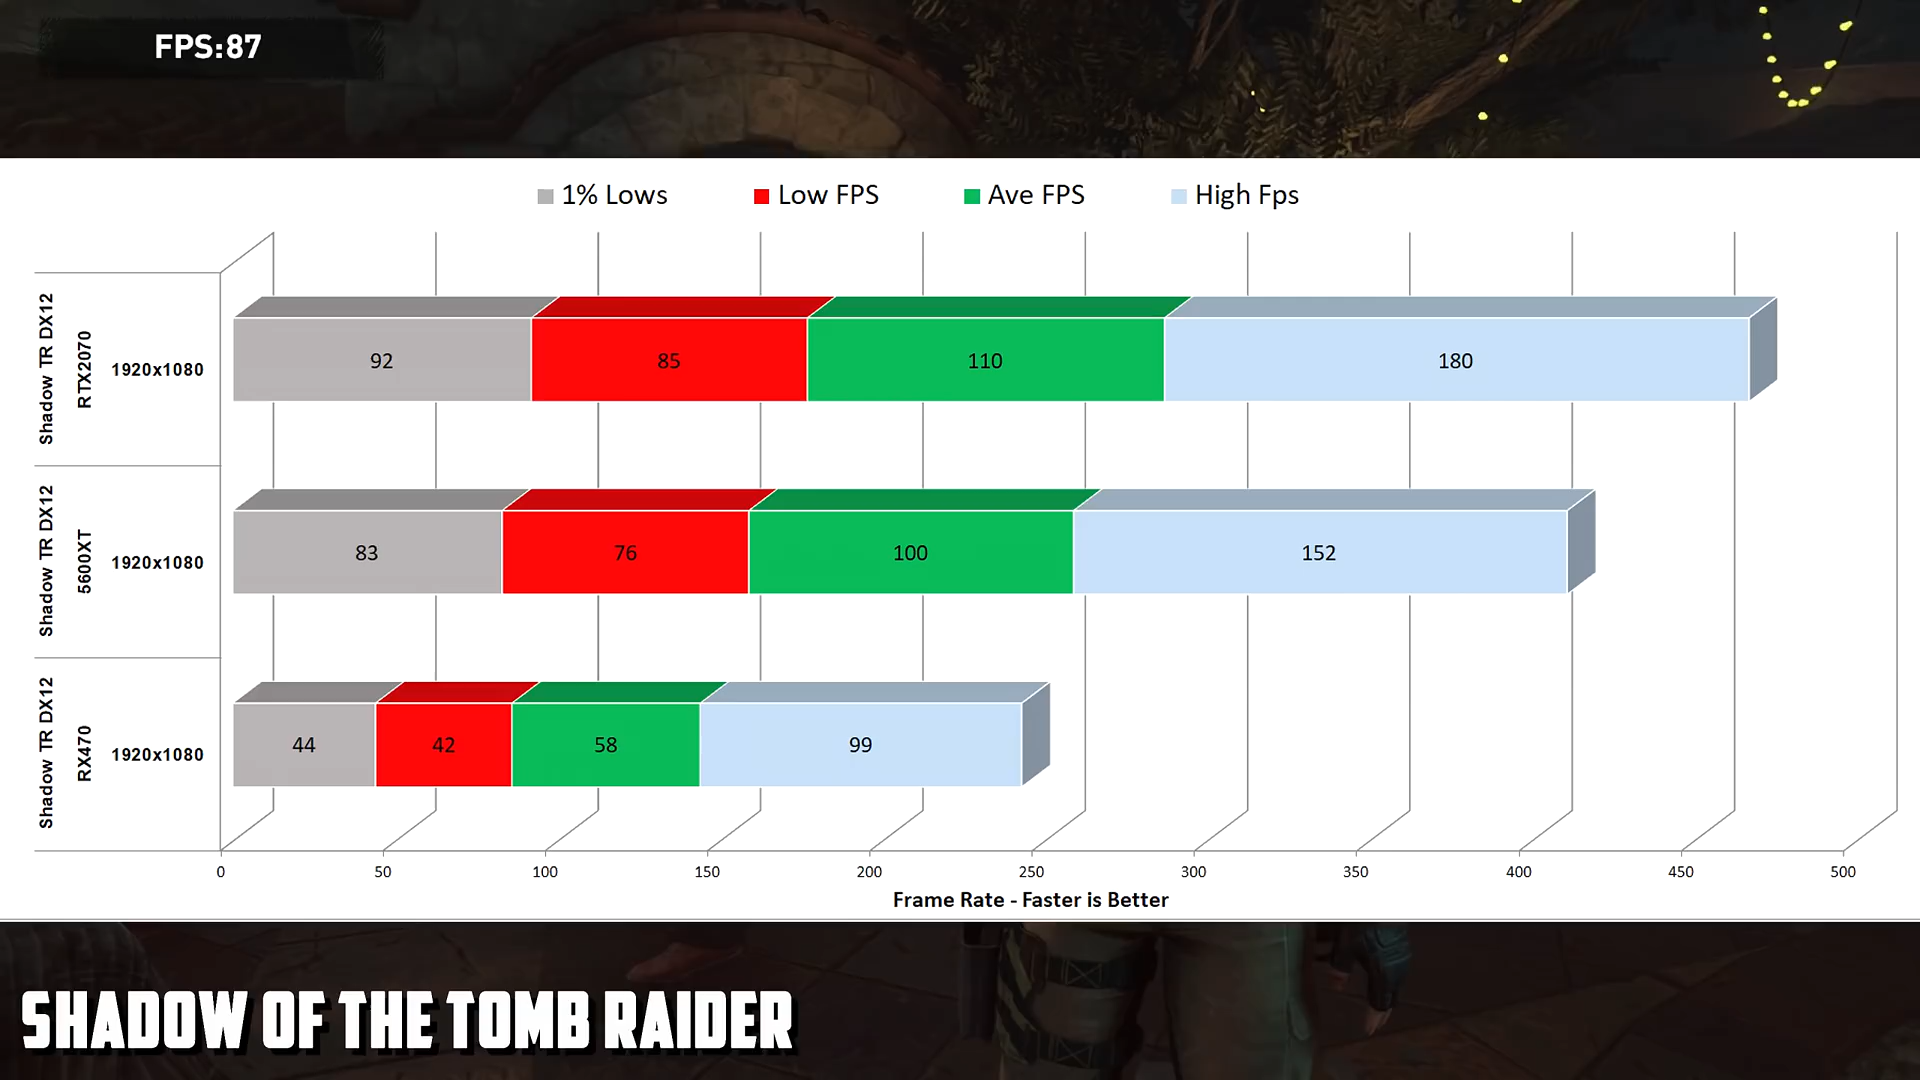 FPS:87
1% Lows Low FPS Ave FPS High Fps
Shadow TR DX12
RTX2070
1920x1080
92 85 110 180
Shadow TR DX12
5600XT
1920x1080
83 76 100 152
Shadow TR DX12
RX470
1920x1080
44 42 58 99
0 50 100 150 200 250 300 350 400 450 500
Frame Rate - Faster is Better
SHADOW OF THE TOMB RAIDER